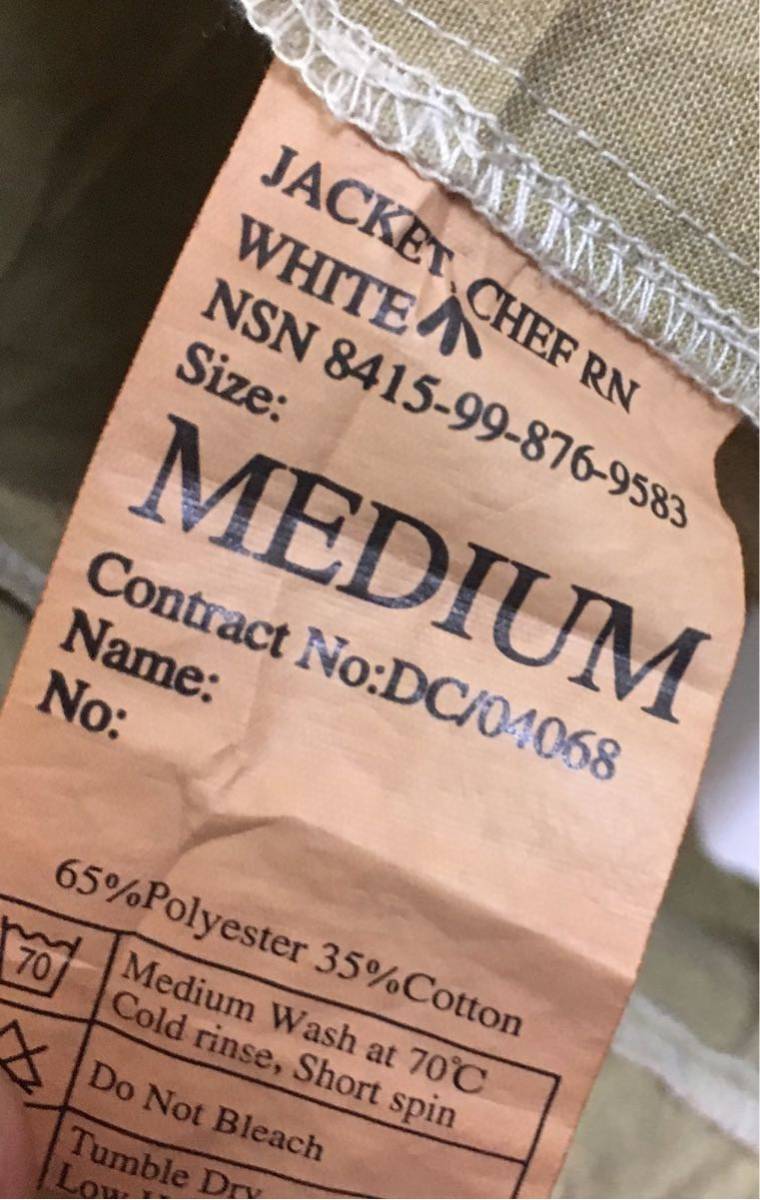 JACKET, CHEF RN
WHITE
NSN 8415-99-876-9583
Size:
MEDIUM
Contract No:DC/04068
Name:
No:
65%Polyester 35%Cotton
70
Medium Wash at 70℃
Cold rinse, Short spin
Do Not Bleach
Tumble Dry
Low